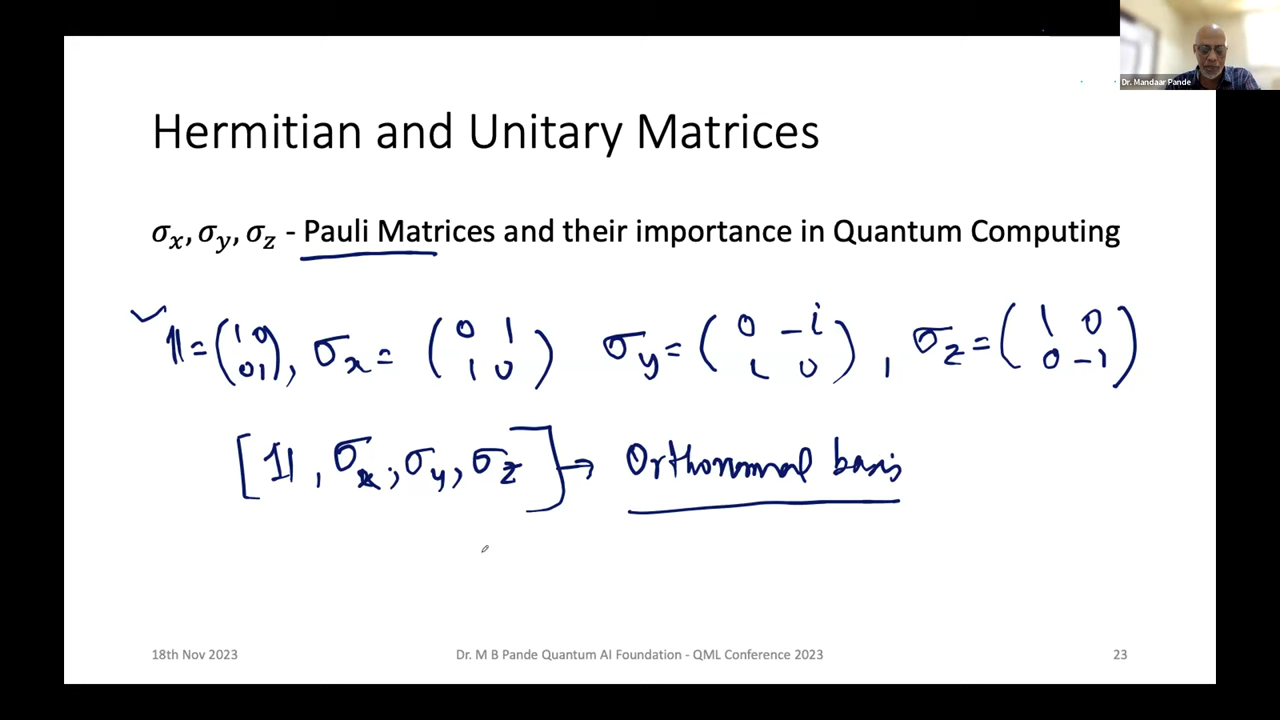 Dr. Mandaar Pande
Hermitian and Unitary Matrices
σx, σy, σz - Pauli Matrices and their importance in Quantum Computing
𝟙 = (1 0 0 1), σx = (0 1 1 0) σy = (0 -i i 0), σz = (1 0 0 -1)
[𝟙, σx, σy, σz] → Orthonormal basis
18th Nov 2023 Dr. M B Pande Quantum AI Foundation - QML Conference 2023 23